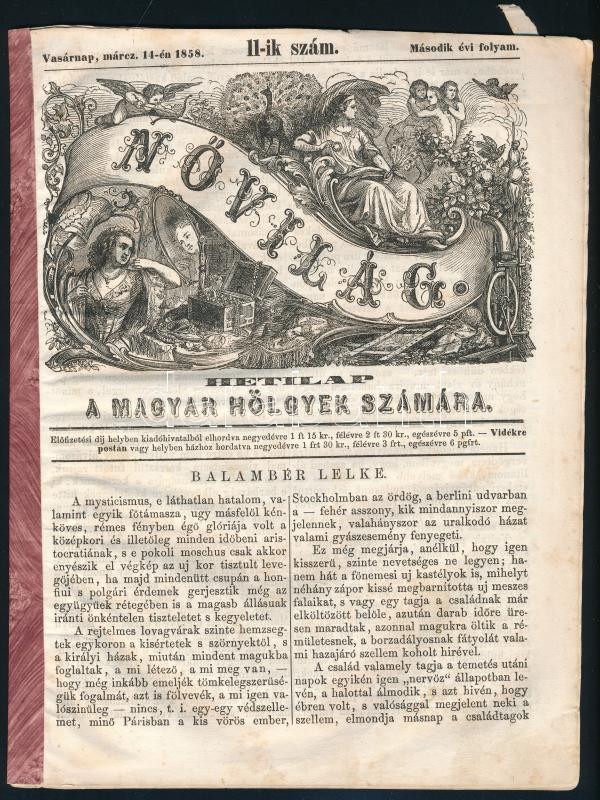 Vasárnap, márcz. 14-én 1858.
11-ik szám.
Második évi folyam.
NŐVILÁG.
HETILAP
A MAGYAR HÖLGYEK SZÁMÁRA.
Előfizetési dij helyben kiadóhivatalból elhordva negyedévre 1 ft 15 kr., félévre 2 ft 30 kr., egészévre 5 pft. — Vidékre
postán vagy helyben házhoz hordatva negyedévre 1 frt 30 kr., félévre 3 frt., egészévre 6 pgfrt.
BALAMBÉR LELKE.
A mysticismus, e láthatlan hatalom, va-
lamint egyik főtámasza, ugy másfelől kén-
köves, rémes fényben égő glóriája volt a
középkori és illetőleg minden időbeni aris-
tocratiának, s e pokoli moschus csak akkor
enyészik el végkép az uj kor tisztult leve-
gőjében, ha majd mindenütt csupán a hon-
fiui s polgári érdemek gerjesztik még az
együgyűek rétegében is a magasb állásuak
iránti önkéntelen tiszteletet s kegyeletet.
A rejtelmes lovagvárak szinte hemzseg-
tek egykoron a kisértetek s szörnyektől, s
a királyi házak, miután mindent magukba
foglaltak, a mi létező, a mi meg van, —
hogy még inkább emeljék tömkelegszerűsé-
gük fogalmát, azt is fölvevék, a mi igen va-
lószinüleg — nincs, t. i. egy-egy védszelle-
met, minő Párisban a kis vörös ember,
Stockholmban az ördög, a berlini udvarban
a — fehér asszony, kik mindannyiszor meg-
jelennek, valahányszor az uralkodó házat
valami gyászesemény fenyegeti.
Ez még megjárja, anélkül, hogy igen
kisszerű, szinte nevetséges ne legyen; ha-
nem hát a fönemesi uj kastélyok is, mihelyt
néhány zápor kissé megbarnította uj meszes
falaikat, s vagy egy tagja a családnak már
elköltözött belőle, azután darab időre üre-
sen maradtak, azonnal magukra öltik a ré-
mületesnek, a borzadályosnak fátyolát vala-
mi hazajáró szellem koholt hirével.
A család valamely tagja a temetés utáni
napok egyikén igen „nervöz" állapotban le-
vén, a halottal álmodik, s azt hivén, hogy
ébren volt, s valósággal megjelent neki a
szellem, elmondja másnap a családtagok